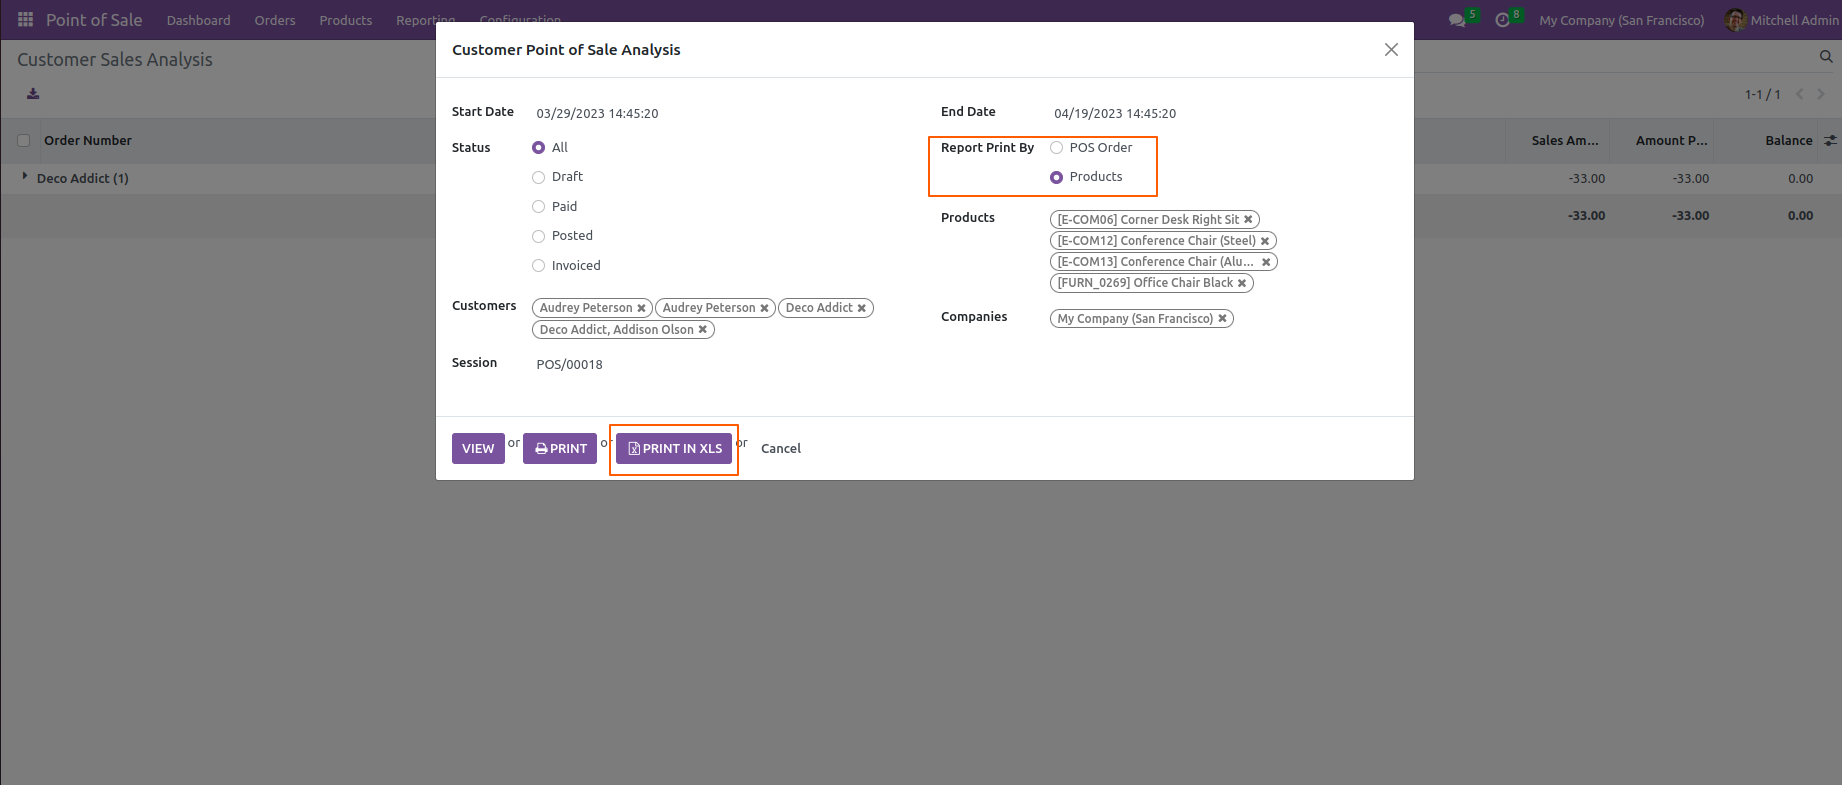 Point of Sale Dashboard Orders Products Reporting Configuration 5 8 My Company (San Francisco) Mitchell Admin
Customer Sales Analysis
1-1 / 1
Order Number Sales Am... Amount P... Balance
Deco Addict (1) -33.00 -33.00 0.00
-33.00 -33.00 0.00
Customer Point of Sale Analysis
Start Date 03/29/2023 14:45:20
End Date 04/19/2023 14:45:20
Status All
Draft
Paid
Posted
Invoiced
Report Print By POS Order
Products
Products [E-COM06] Corner Desk Right Sit
[E-COM12] Conference Chair (Steel)
[E-COM13] Conference Chair (Alu...
[FURN_0269] Office Chair Black
Customers Audrey Peterson Audrey Peterson Deco Addict
Deco Addict, Addison Olson
Companies My Company (San Francisco)
Session POS/00018
VIEW or PRINT or PRINT IN XLS or Cancel